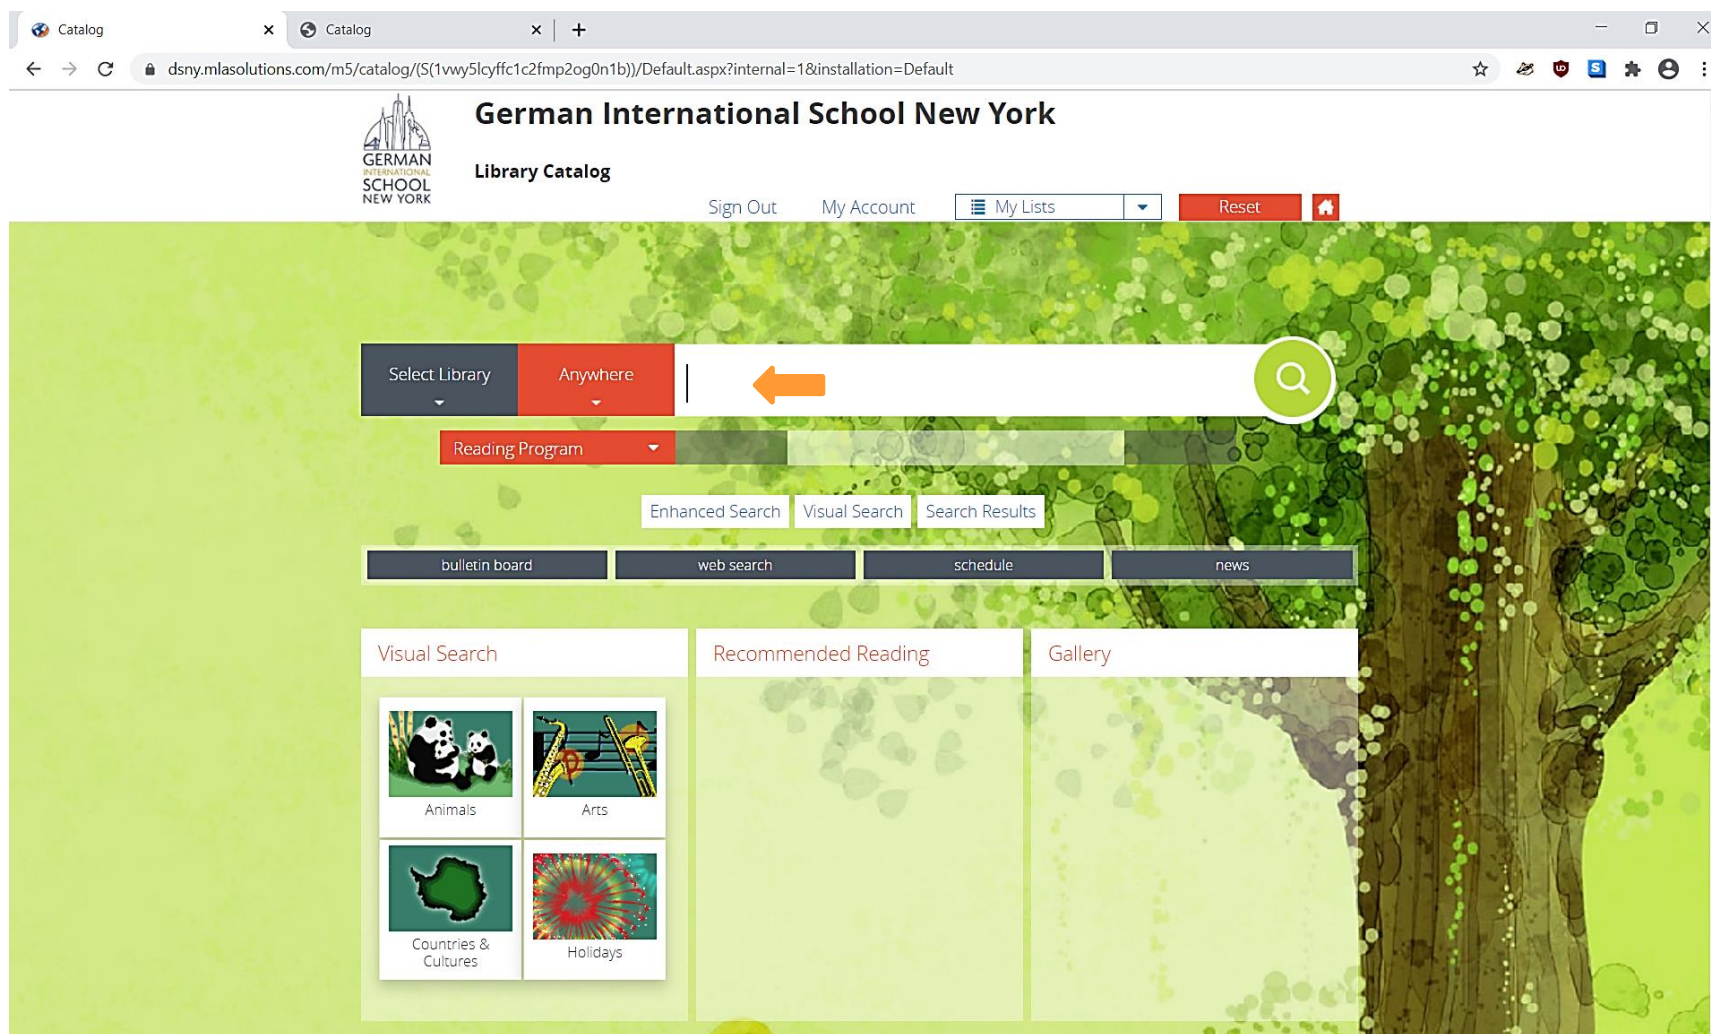 Catalog
Catalog
dsny.mlasolutions.com/m5/catalog/(S(1vwy5lcyffc1c2fmp2og0n1b))/Default.aspx?internal=1&installation=Default
GERMAN
INTERNATIONAL
SCHOOL
NEW YORK
German International School New York
Library Catalog
Sign Out My Account My Lists Reset
Select Library Anywhere
Reading Program
Enhanced Search Visual Search Search Results
bulletin board web search schedule news
Visual Search Recommended Reading Gallery
Animals Arts
Countries &
Cultures
Holidays